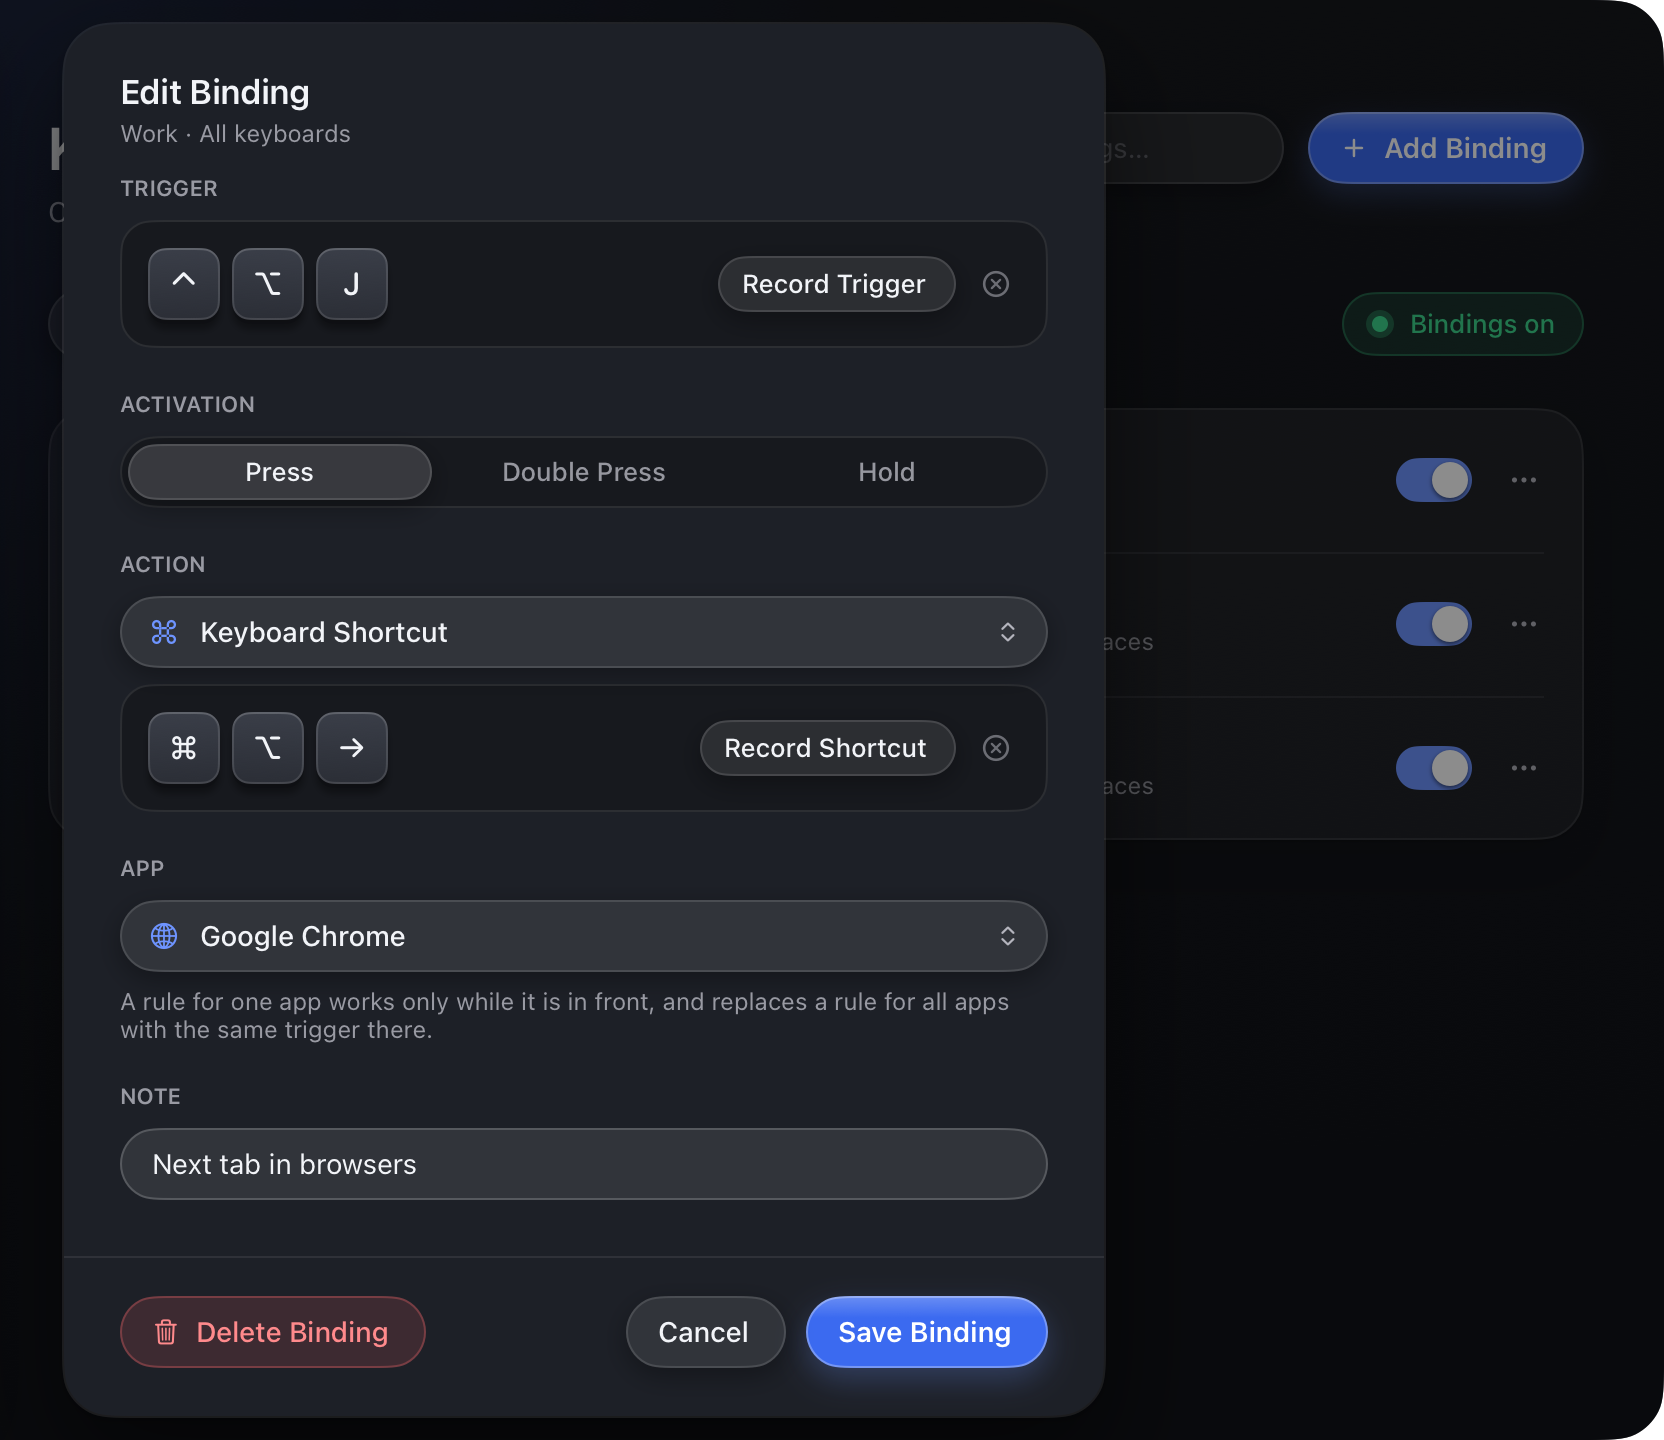 Edit Binding
Work · All keyboards
TRIGGER
⌃ ⌥ J
Record Trigger
ACTIVATION
Press
Double Press
Hold
ACTION
Keyboard Shortcut
⌘ ⌥ →
Record Shortcut
APP
Google Chrome
A rule for one app works only while it is in front, and replaces a rule for all apps
with the same trigger there.
NOTE
Next tab in browsers
Delete Binding
Cancel
Save Binding
+ Add Binding
Bindings on